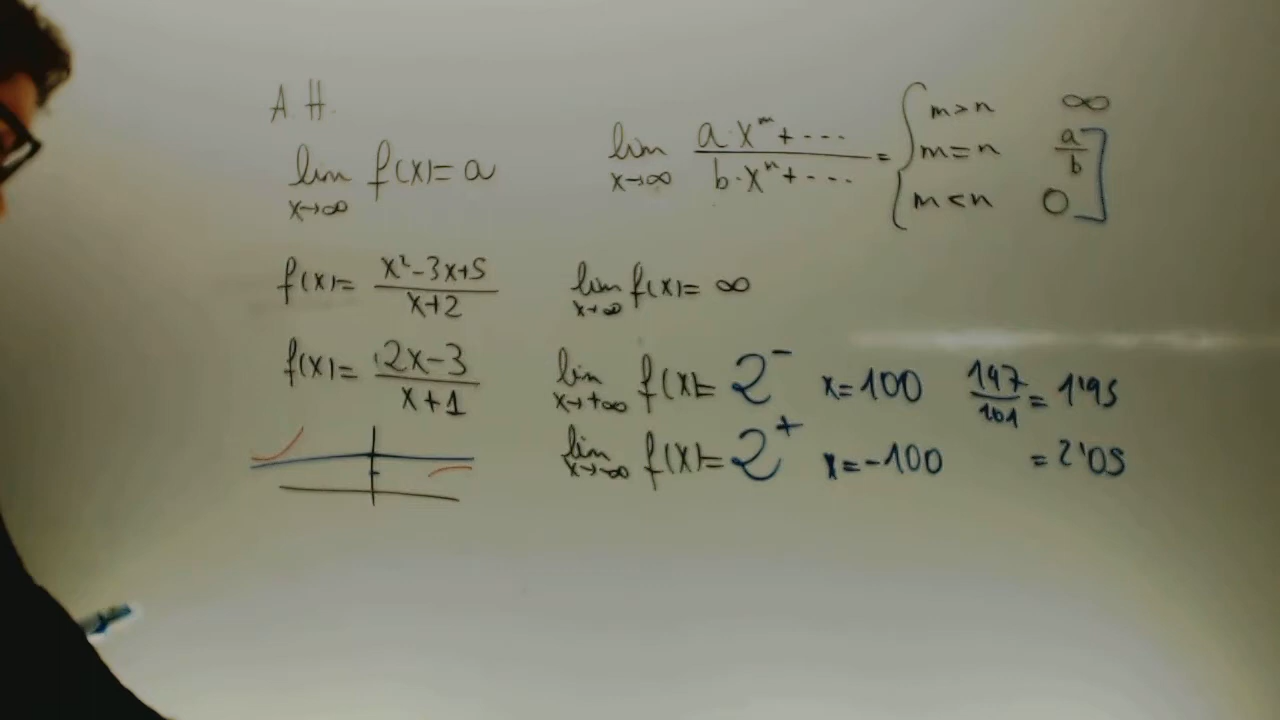 A.H.
lim x→∞ f(x)= a
lim x→∞ a·x^m+···· / b·x^n+···· = { m>n ∞
m=n a/b
m<n 0 ]
f(x)= x²-3x+5 / x+2 lim x→∞ f(x)= ∞
f(x)= 2x-3 / x+1 lim x→+∞ f(x)= 2⁻ x=100 197/101 = 1'95
lim x→-∞ f(x)= 2⁺ x=-100 = 2'05